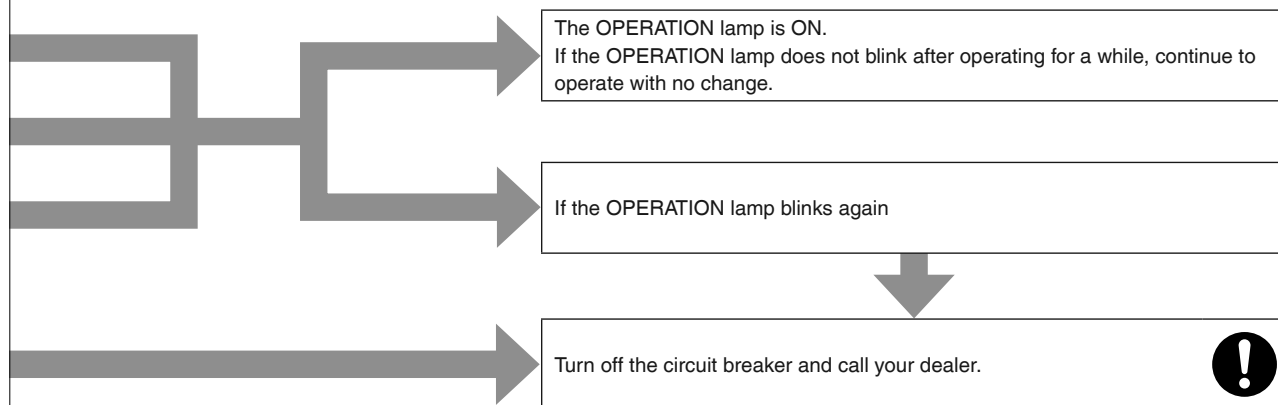 The OPERATION lamp is ON.
If the OPERATION lamp does not blink after operating for a while, continue to
operate with no change.
If the OPERATION lamp blinks again
Turn off the circuit breaker and call your dealer.